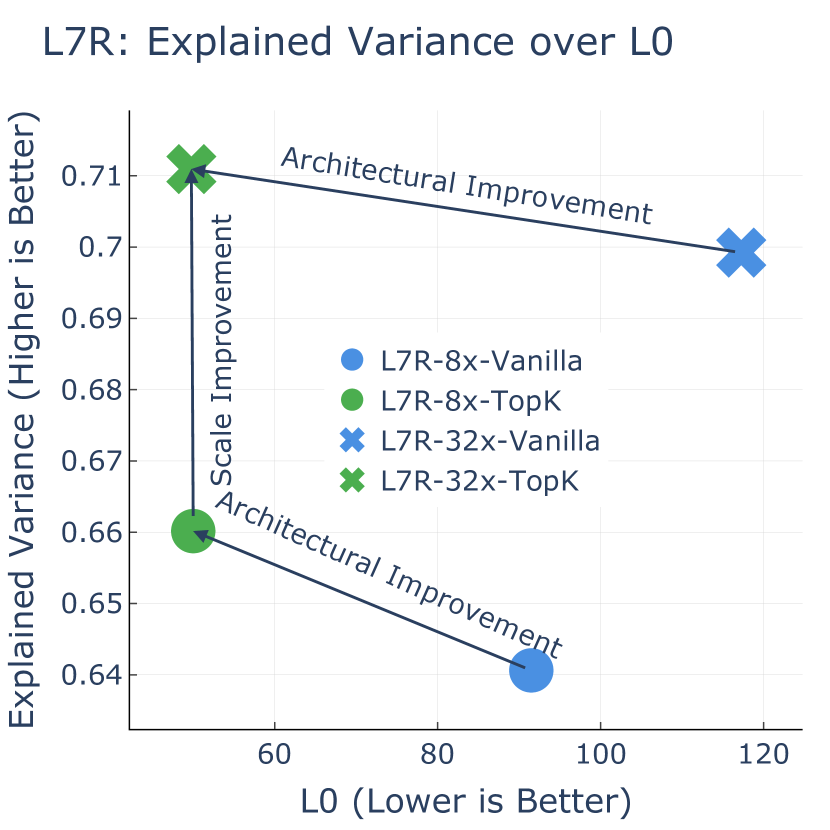 L7R: Explained Variance over L0
Explained Variance (Higher is Better)
0.71
0.7
0.69
0.68
0.67
0.66
0.65
0.64
Architectural Improvement
Scale Improvement
L7R-8x-Vanilla
L7R-8x-TopK
L7R-32x-Vanilla
L7R-32x-TopK
Architectural Improvement
60
80
100
120
L0 (Lower is Better)